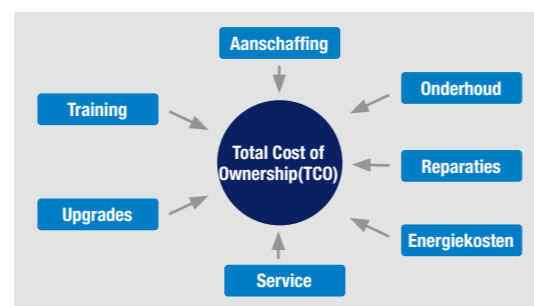 Aanschaffing
Training
Onderhoud
Total Cost of
Ownership(TCO)
Reparaties
Upgrades
Energiekosten
Service